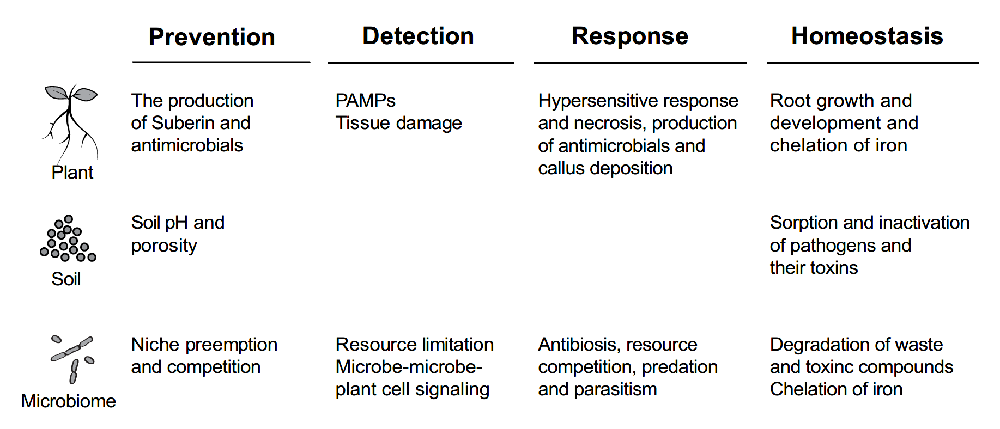 Prevention
Detection
Response
Homeostasis
Plant
The production
of Suberin and
antimicrobials
PAMPs
Tissue damage
Hypersensitive response
and necrosis, production
of antimicrobials and
callus deposition
Root growth and
development and
chelation of iron
Soil
Soil pH and
porosity
Sorption and inactivation
of pathogens and
their toxins
Microbiome
Niche preemption
and competition
Resource limitation
Microbe-microbe-
plant cell signaling
Antibiosis, resource
competition, predation
and parasitism
Degradation of waste
and toxinc compounds
Chelation of iron